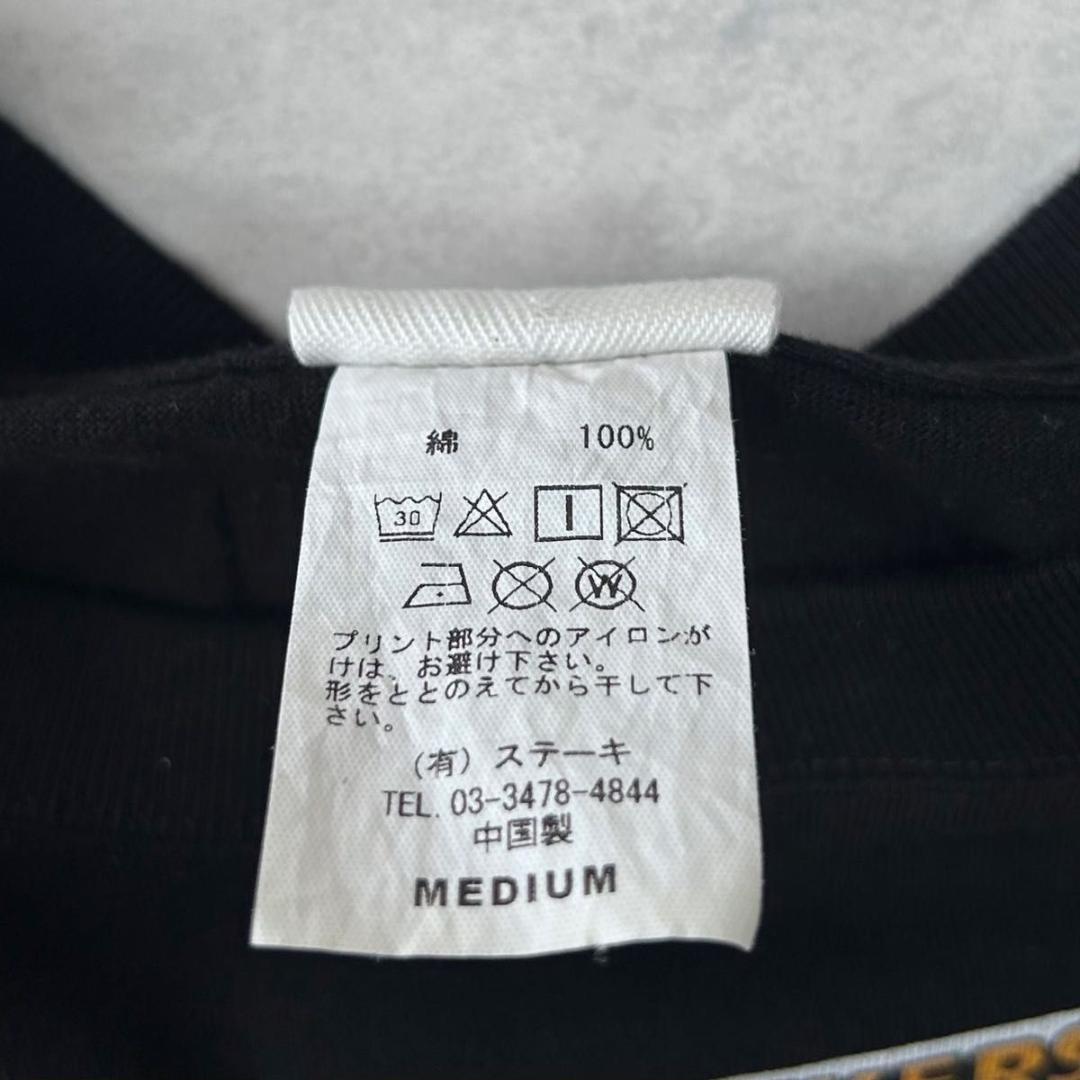 綿 100%
30
W
プリント部分へのアイロンが
けは、お避け下さい。
形をととのえてから干して下
さい。
(有) ステーキ
TEL. 03-3478-4844
中国製
MEDIUM
ERS